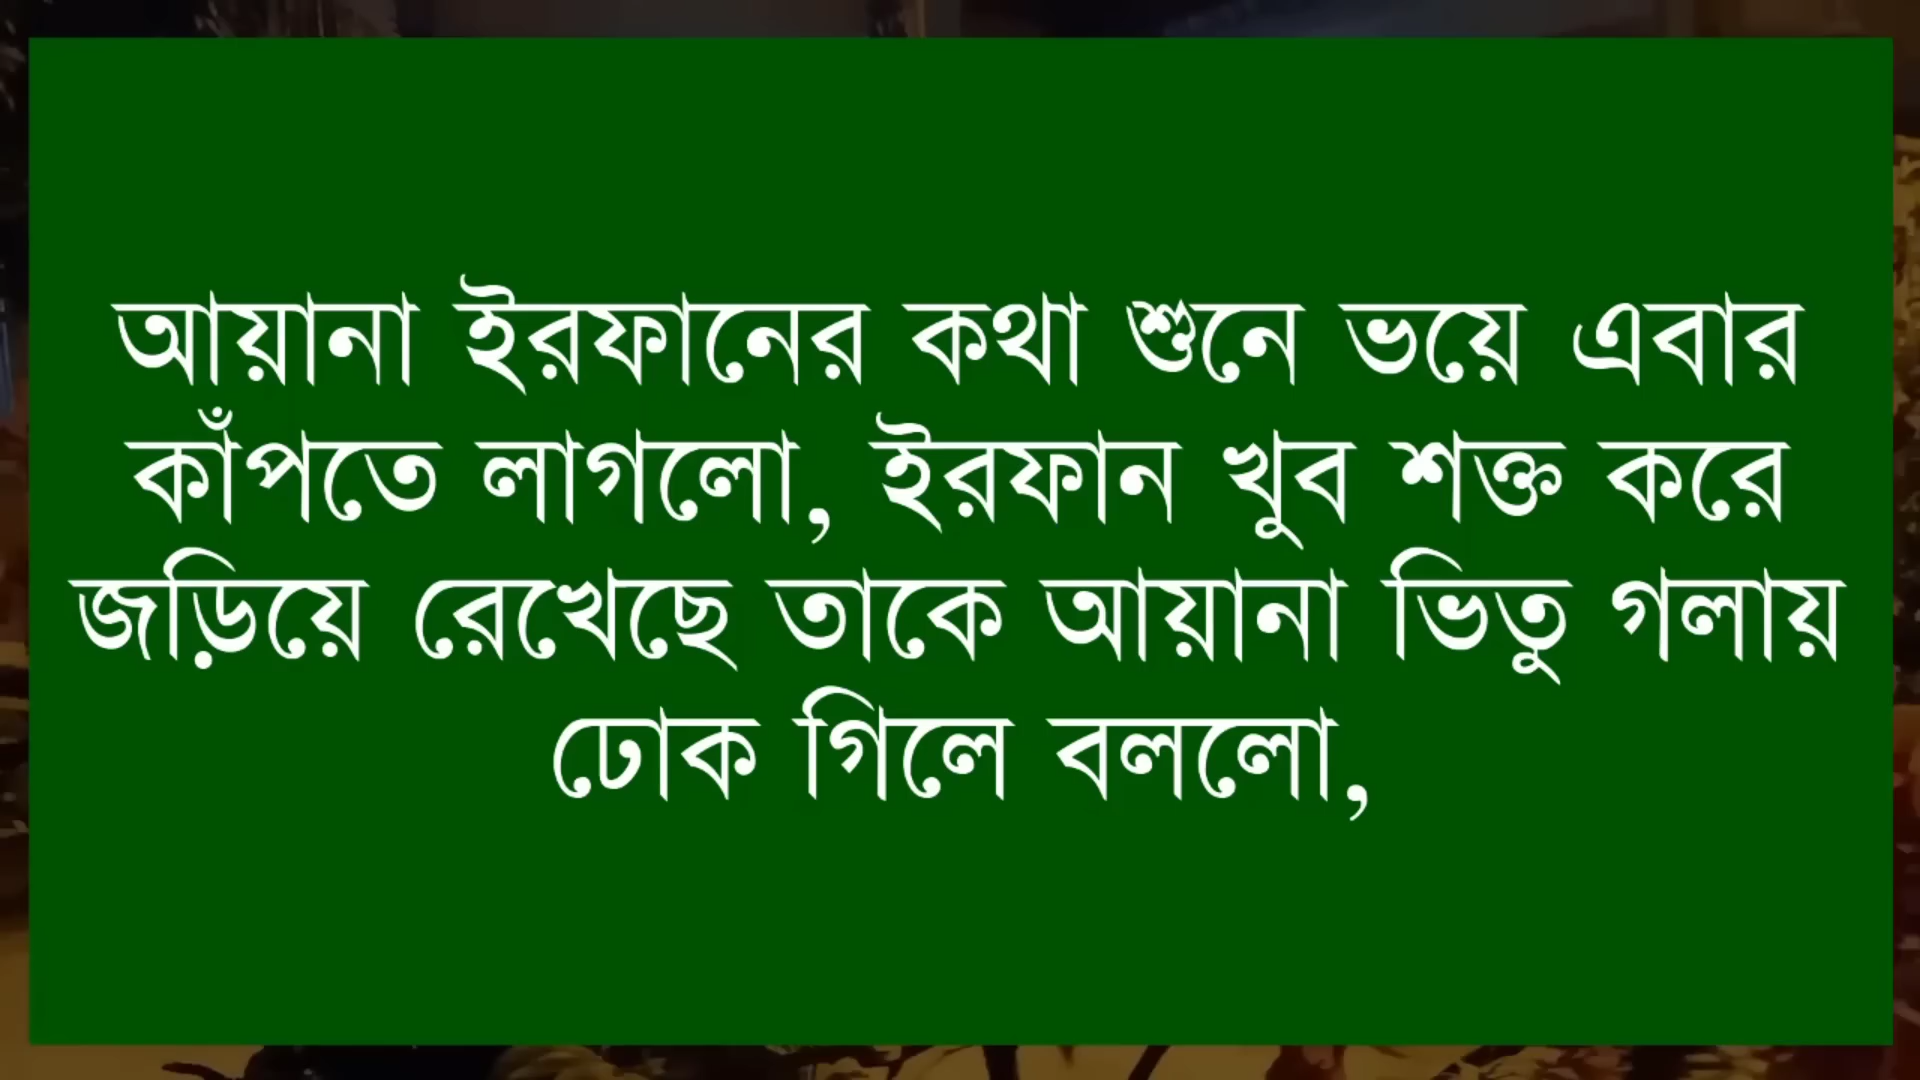 আয়ানা ইরফানের কথা শুনে ভয়ে এবার
কাঁপতে লাগলো, ইরফান খুব শক্ত করে
জড়িয়ে রেখেছে তাকে আয়ানা ভিতু গলায়
ঢোক গিলে বললো,